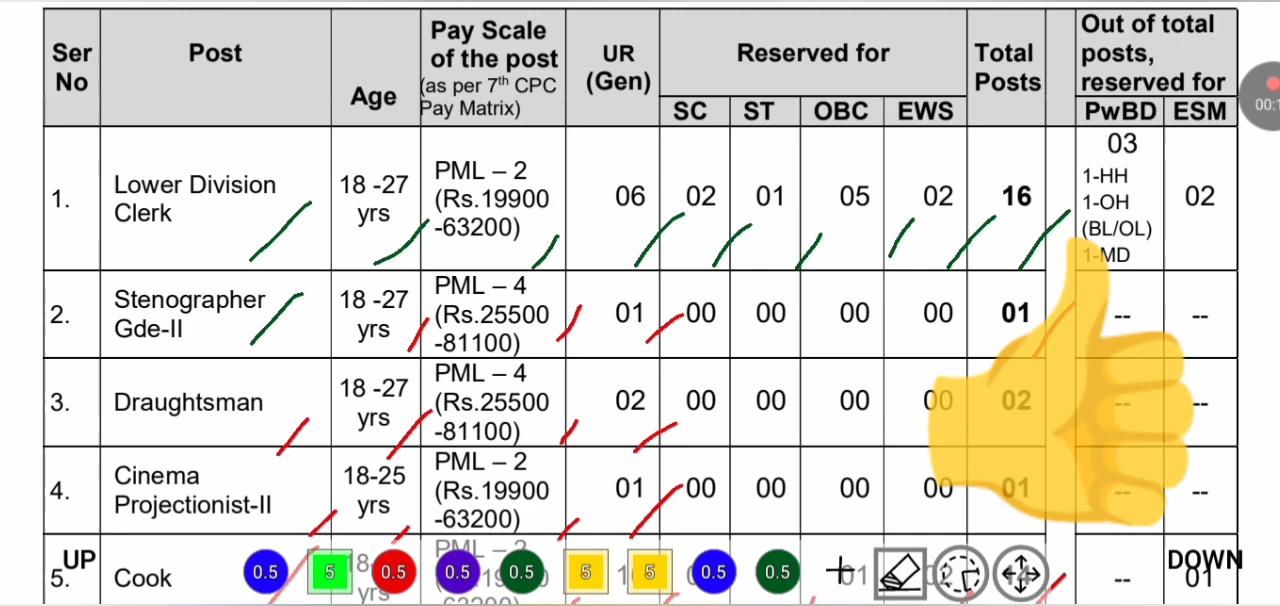 Ser No
Post
Age
Pay Scale of the post
(as per 7th CPC Pay Matrix)
UR (Gen)
Reserved for
SC ST OBC EWS
Total Posts
Out of total posts, reserved for
PwBD ESM
1. Lower Division Clerk 18 -27 yrs PML – 2 (Rs.19900 -63200) 06 02 01 05 02 16 03 1-HH 1-OH (BL/OL) 1-MD 02
2. Stenographer Gde-II 18 -27 yrs PML – 4 (Rs.25500 -81100) 01 00 00 00 00 01 -- --
3. Draughtsman 18 -27 yrs PML – 4 (Rs.25500 -81100) 02 00 00 00 00 02 -- --
4. Cinema Projectionist-II 18-25 yrs PML – 2 (Rs.19900 -63200) 01 00 00 00 00 01 -- --
5. Cook 01 02 -- 01
UP 0.5 5 0.5 0.5 0.5 5 5 0.5 0.5 DOWN